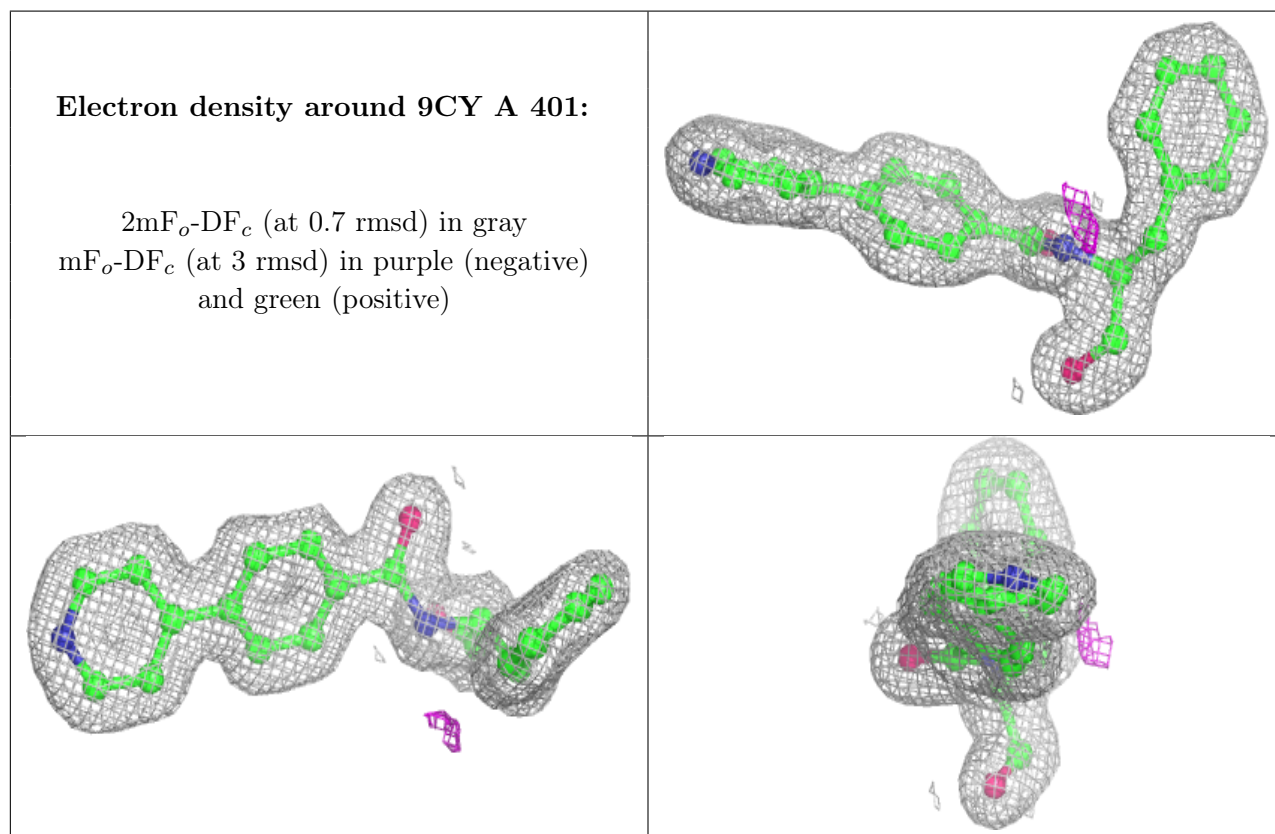 Electron density around 9CY A 401:
2mFₒ-DF𝒸 (at 0.7 rmsd) in gray
mFₒ-DF𝒸 (at 3 rmsd) in purple (negative)
and green (positive)